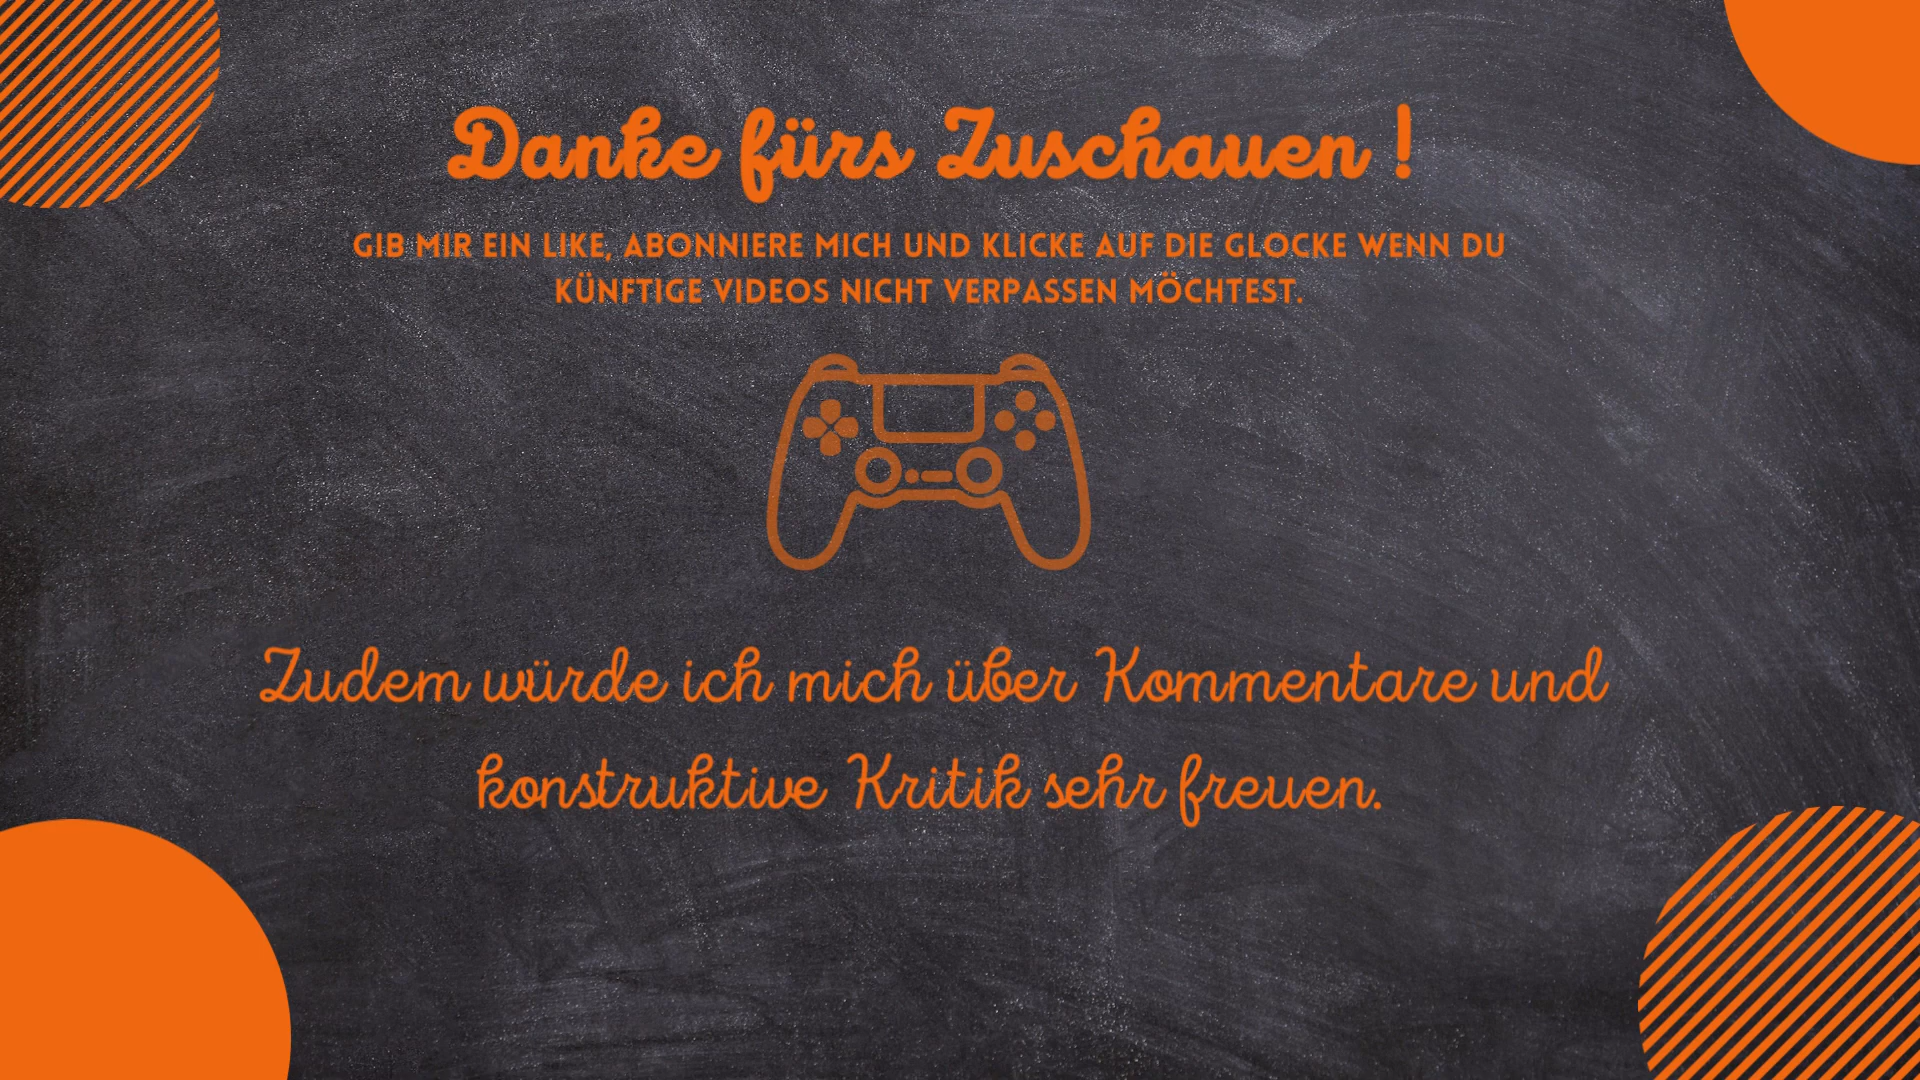 Danke fürs Zuschauen !
GIB MIR EIN LIKE, ABONNIERE MICH UND KLICKE AUF DIE GLOCKE WENN DU
KÜNFTIGE VIDEOS NICHT VERPASSEN MÖCHTEST.
Zudem würde ich mich über Kommentare und
konstruktive Kritik sehr freuen.